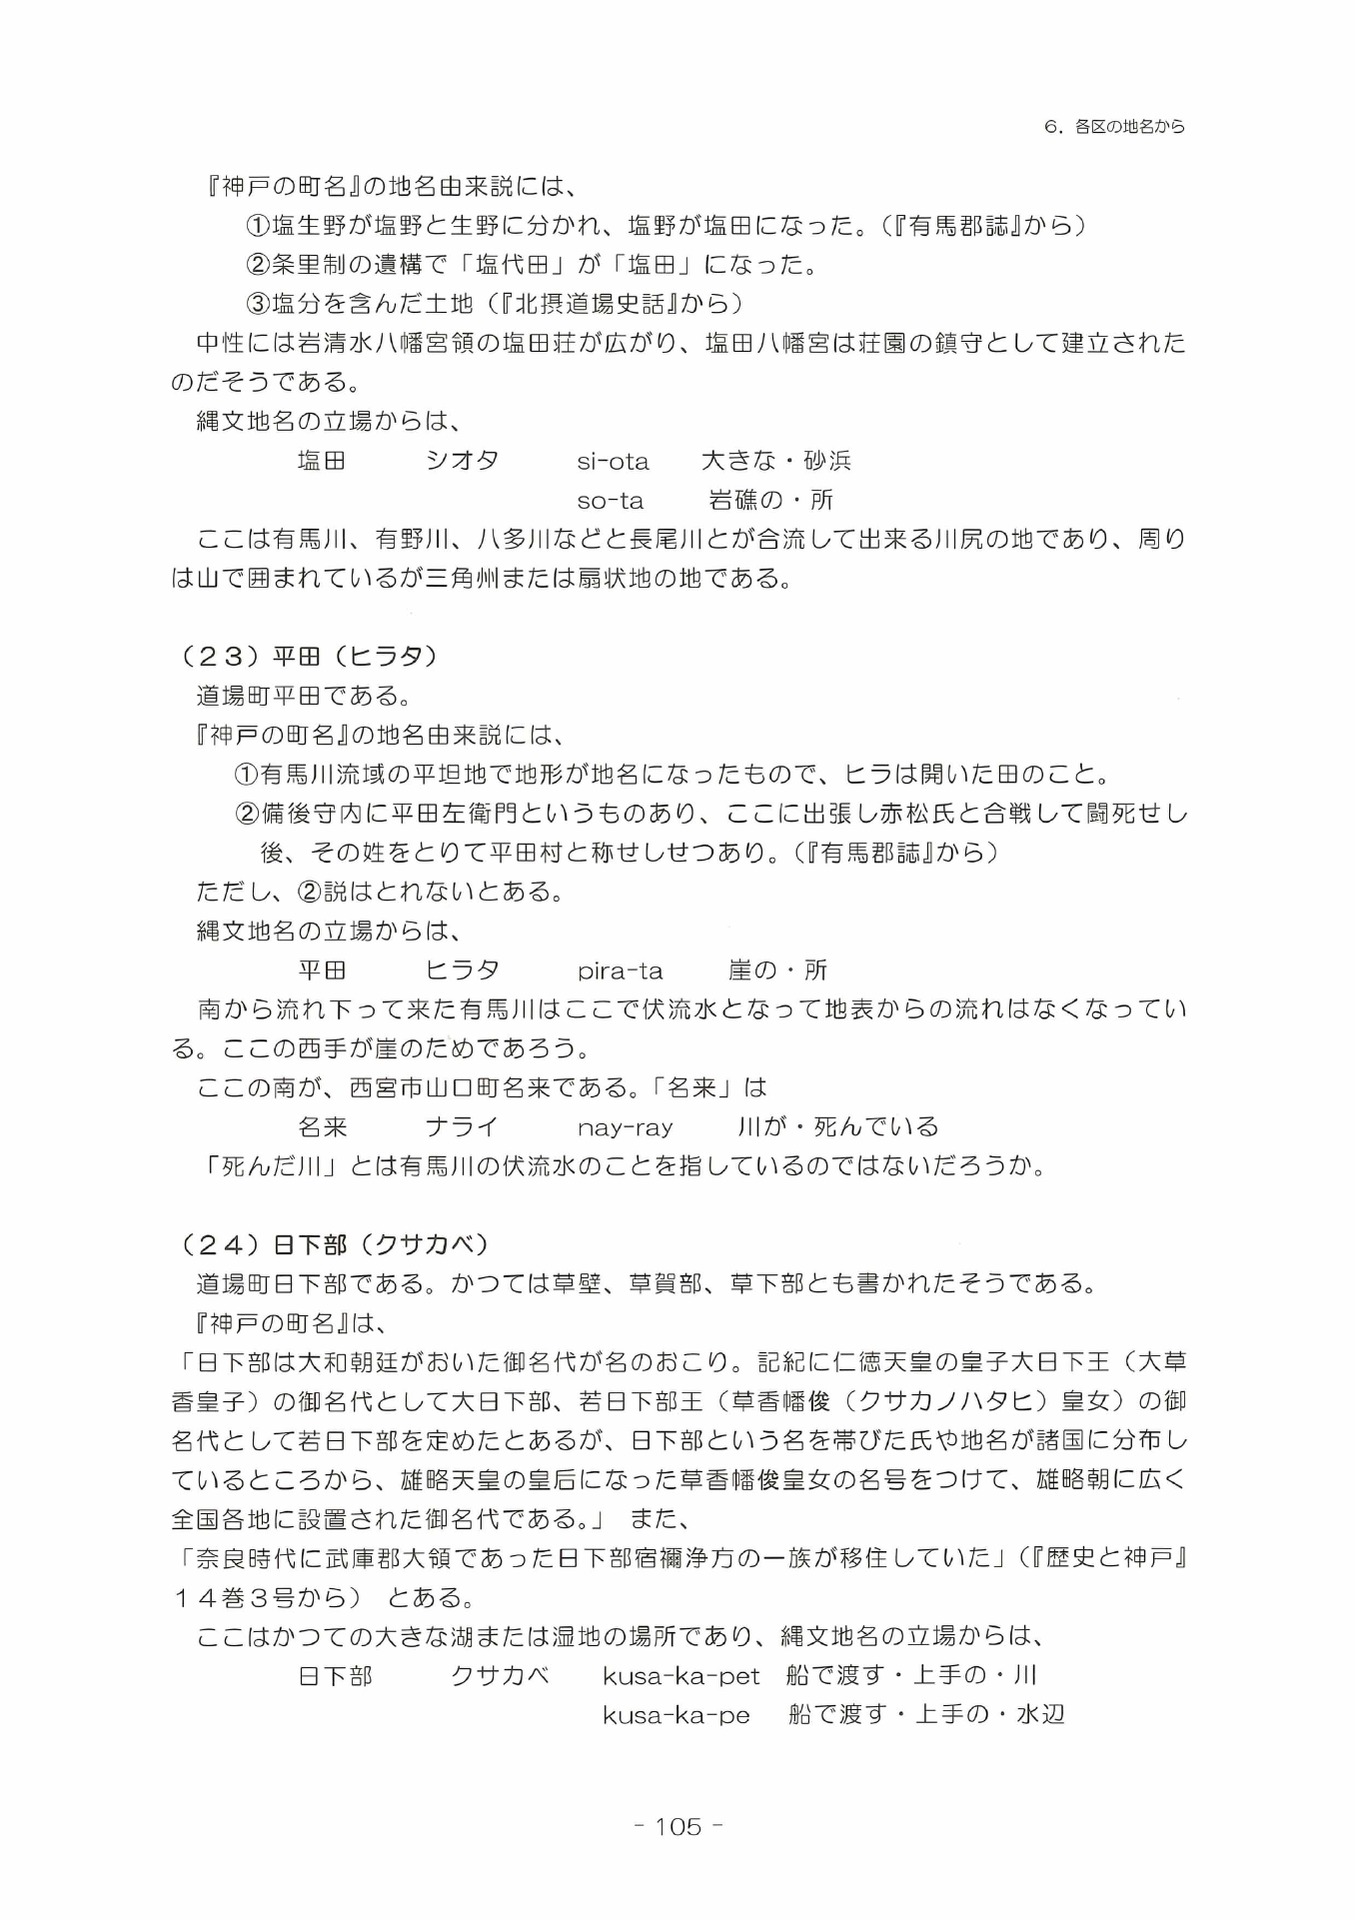 6．各区の地名から
『神戸の町名』の地名由来説には、
①塩生野が塩野と生野に分かれ、塩野が塩田になった。（『有馬郡誌』から）
②条里制の遺構で「塩代田」が「塩田」になった。
③塩分を含んだ土地（『北摂道場史話』から）
中性には岩清水八幡宮領の塩田荘が広がり、塩田八幡宮は荘園の鎮守として建立された
のだそうである。
縄文地名の立場からは、
塩田　シオタ　si-ota　大きな・砂浜
so-ta　岩礁の・所
ここは有馬川、有野川、八多川などと長尾川とが合流して出来る川尻の地であり、周り
は山で囲まれているが三角州または扇状地の地である。
（２３）平田（ヒラタ）
道場町平田である。
『神戸の町名』の地名由来説には、
①有馬川流域の平坦地で地形が地名になったもので、ヒラは開いた田のこと。
②備後守内に平田左衛門というものあり、ここに出張し赤松氏と合戦して闘死せし
後、その姓をとりて平田村と称せしせつあり。（『有馬郡誌』から）
ただし、②説はとれないとある。
縄文地名の立場からは、
平田　ヒラタ　pira-ta　崖の・所
南から流れ下って来た有馬川はここで伏流水となって地表からの流れはなくなってい
る。ここの西手が崖のためであろう。
ここの南が、西宮市山口町名来である。「名来」は
名来　ナライ　nay-ray　川が・死んでいる
「死んだ川」とは有馬川の伏流水のことを指しているのではないだろうか。
（２４）日下部（クサカベ）
道場町日下部である。かつては草壁、草賀部、草下部とも書かれたそうである。
『神戸の町名』は、
「日下部は大和朝廷がおいた御名代が名のおこり。記紀に仁徳天皇の皇子大日下王（大草
香皇子）の御名代として大日下部、若日下部王（草香幡俊（クサカノハタヒ）皇女）の御
名代として若日下部を定めたとあるが、日下部という名を帯びた氏や地名が諸国に分布し
ているところから、雄略天皇の皇后になった草香幡俊皇女の名号をつけて、雄略朝に広く
全国各地に設置された御名代である。」　また、
「奈良時代に武庫郡大領であった日下部宿禰浄方の一族が移住していた」（『歴史と神戸』
１４巻３号から）　とある。
ここはかつての大きな湖または湿地の場所であり、縄文地名の立場からは、
日下部　クサカベ　kusa-ka-pet　船で渡す・上手の・川
kusa-ka-pe　船で渡す・上手の・水辺
- 105 -